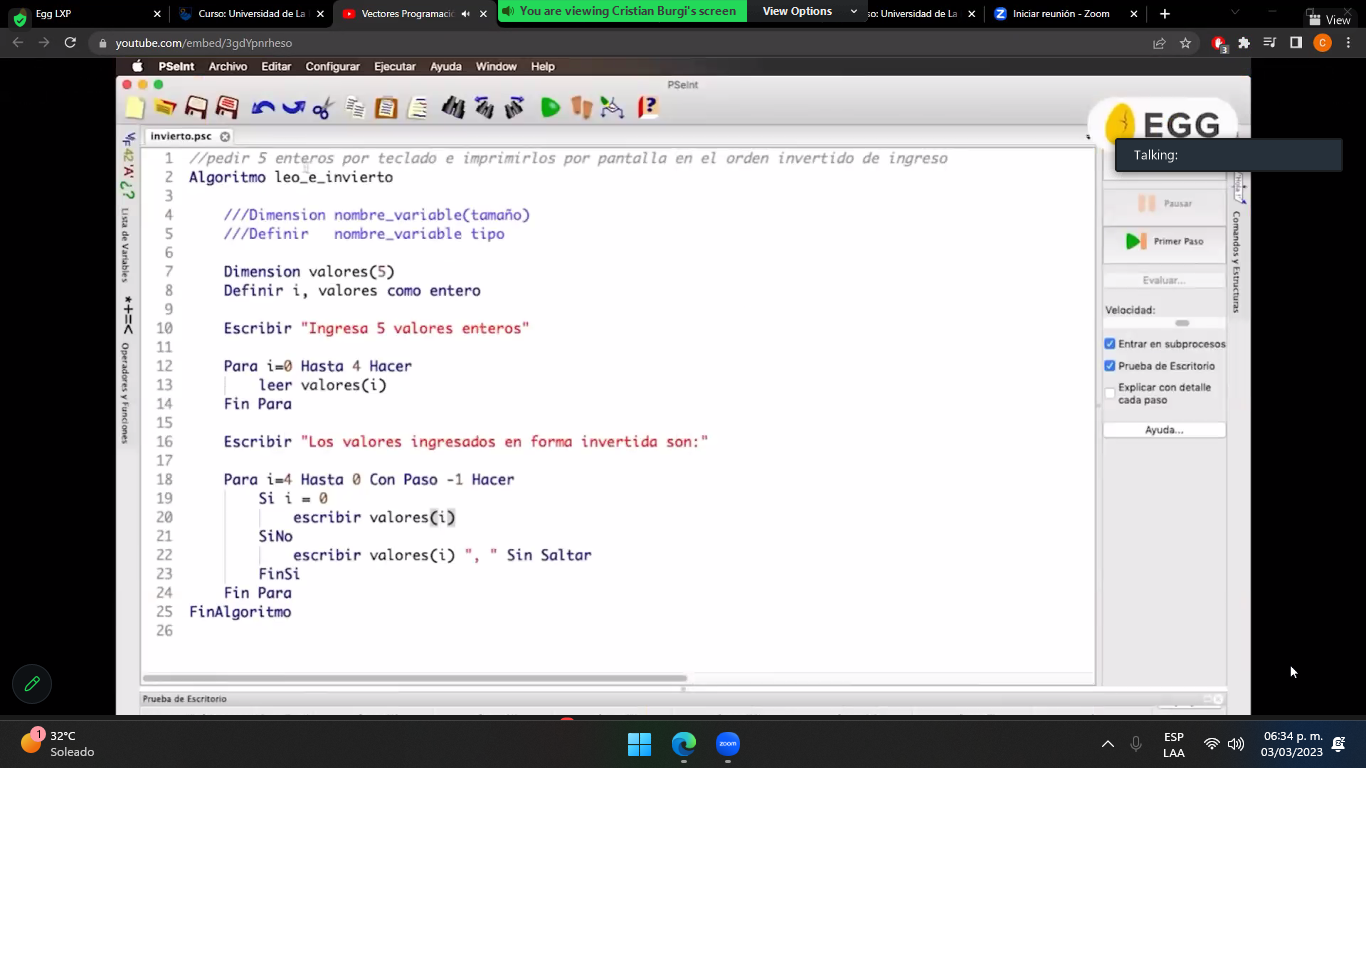 Egg LXP
Curso: Universidad de La
Vectores Programació
You are viewing Cristian Burgi's screen
View Options
so: Universidad de La
Iniciar reunión - Zoom
View
youtube.com/embed/3gdYpnrheso
3
C
PSeInt Archivo Editar Configurar Ejecutar Ayuda Window Help
PSeInt
EGG
Talking:
invierto.psc
1 //pedir 5 enteros por teclado e imprimirlos por pantalla en el orden invertido de ingreso
2 Algoritmo leo_e_invierto
3
4 ///Dimension nombre_variable(tamaño)
5 ///Definir nombre_variable tipo
6
7 Dimension valores(5)
8 Definir i, valores como entero
9
10 Escribir "Ingresa 5 valores enteros"
11
12 Para i=0 Hasta 4 Hacer
13 leer valores(i)
14 Fin Para
15
16 Escribir "Los valores ingresados en forma invertida son:"
17
18 Para i=4 Hasta 0 Con Paso -1 Hacer
19 Si i = 0
20 escribir valores(i)
21 SiNo
22 escribir valores(i) ", " Sin Saltar
23 FinSi
24 Fin Para
25 FinAlgoritmo
26
Lista de Variables
*+=< Operadores y Funciones
Pausar
Primer Paso
Evaluar...
Velocidad:
Entrar en subprocesos
Prueba de Escritorio
Explicar con detalle
cada paso
Ayuda...
Comandos y Estructuras
Prueba de Escritorio
1
32°C
Soleado
zoom
ESP
LAA
06:34 p. m.
03/03/2023